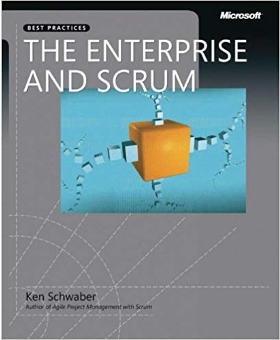 Microsoft
BEST PRACTICES
THE ENTERPRISE
AND SCRUM
Ken Schwaber
Author of Agile Project Management with Scrum